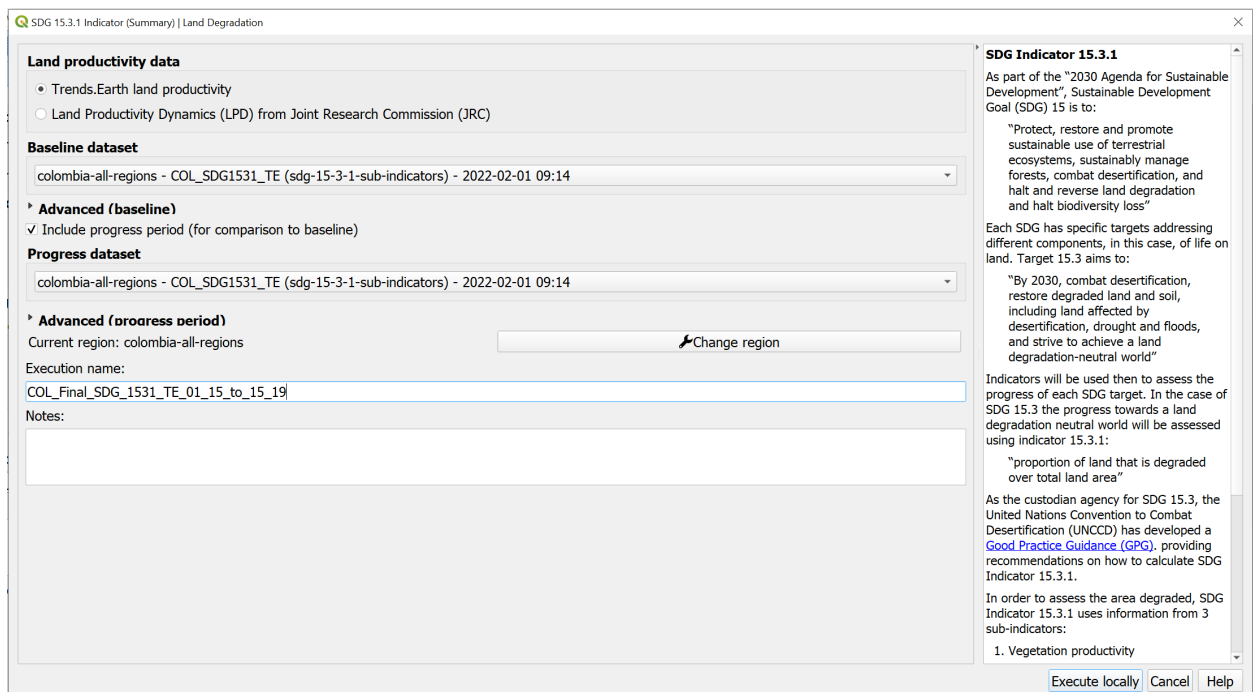 SDG 15.3.1 Indicator (Summary) | Land Degradation
Land productivity data
Trends.Earth land productivity
Land Productivity Dynamics (LPD) from Joint Research Commission (JRC)
Baseline dataset
colombia-all-regions - COL_SDG1531_TE (sdg-15-3-1-sub-indicators) - 2022-02-01 09:14
Advanced (baseline)
Include progress period (for comparison to baseline)
Progress dataset
colombia-all-regions - COL_SDG1531_TE (sdg-15-3-1-sub-indicators) - 2022-02-01 09:14
Advanced (progress period)
Current region: colombia-all-regions
Change region
Execution name:
COL_Final_SDG_1531_TE_01_15_to_15_19
Notes:
SDG Indicator 15.3.1
As part of the “2030 Agenda for Sustainable
Development”, Sustainable Development
Goal (SDG) 15 is to:
“Protect, restore and promote
sustainable use of terrestrial
ecosystems, sustainably manage
forests, combat desertification, and
halt and reverse land degradation
and halt biodiversity loss”
Each SDG has specific targets addressing
different components, in this case, of life on
land. Target 15.3 aims to:
“By 2030, combat desertification,
restore degraded land and soil,
including land affected by
desertification, drought and floods,
and strive to achieve a land
degradation-neutral world”
Indicators will be used then to assess the
progress of each SDG target. In the case of
SDG 15.3 the progress towards a land
degradation neutral world will be assessed
using indicator 15.3.1:
“proportion of land that is degraded
over total land area”
As the custodian agency for SDG 15.3, the
United Nations Convention to Combat
Desertification (UNCCD) has developed a
Good Practice Guidance (GPG). providing
recommendations on how to calculate SDG
Indicator 15.3.1.
In order to assess the area degraded, SDG
Indicator 15.3.1 uses information from 3
sub-indicators:
1. Vegetation productivity
Execute locally
Cancel
Help